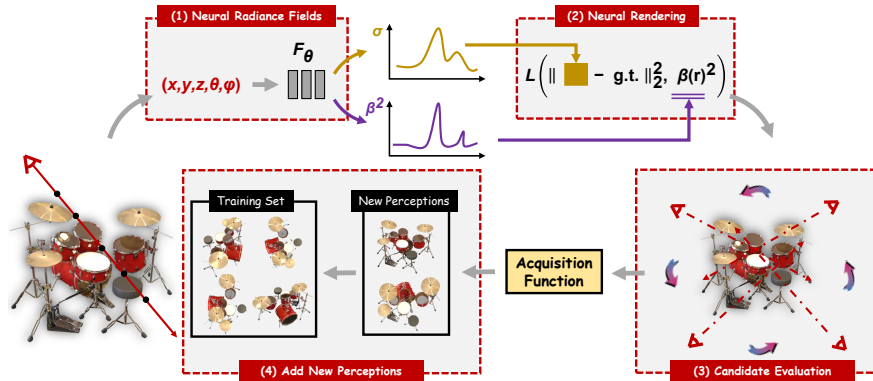 (1) Neural Radiance Fields
(x,y,z,θ,φ)
F_θ
σ
β²
(2) Neural Rendering
L(‖ − g.t. ‖²₂, β(r)²)
Training Set
New Perceptions
(4) Add New Perceptions
Acquisition
Function
(3) Candidate Evaluation